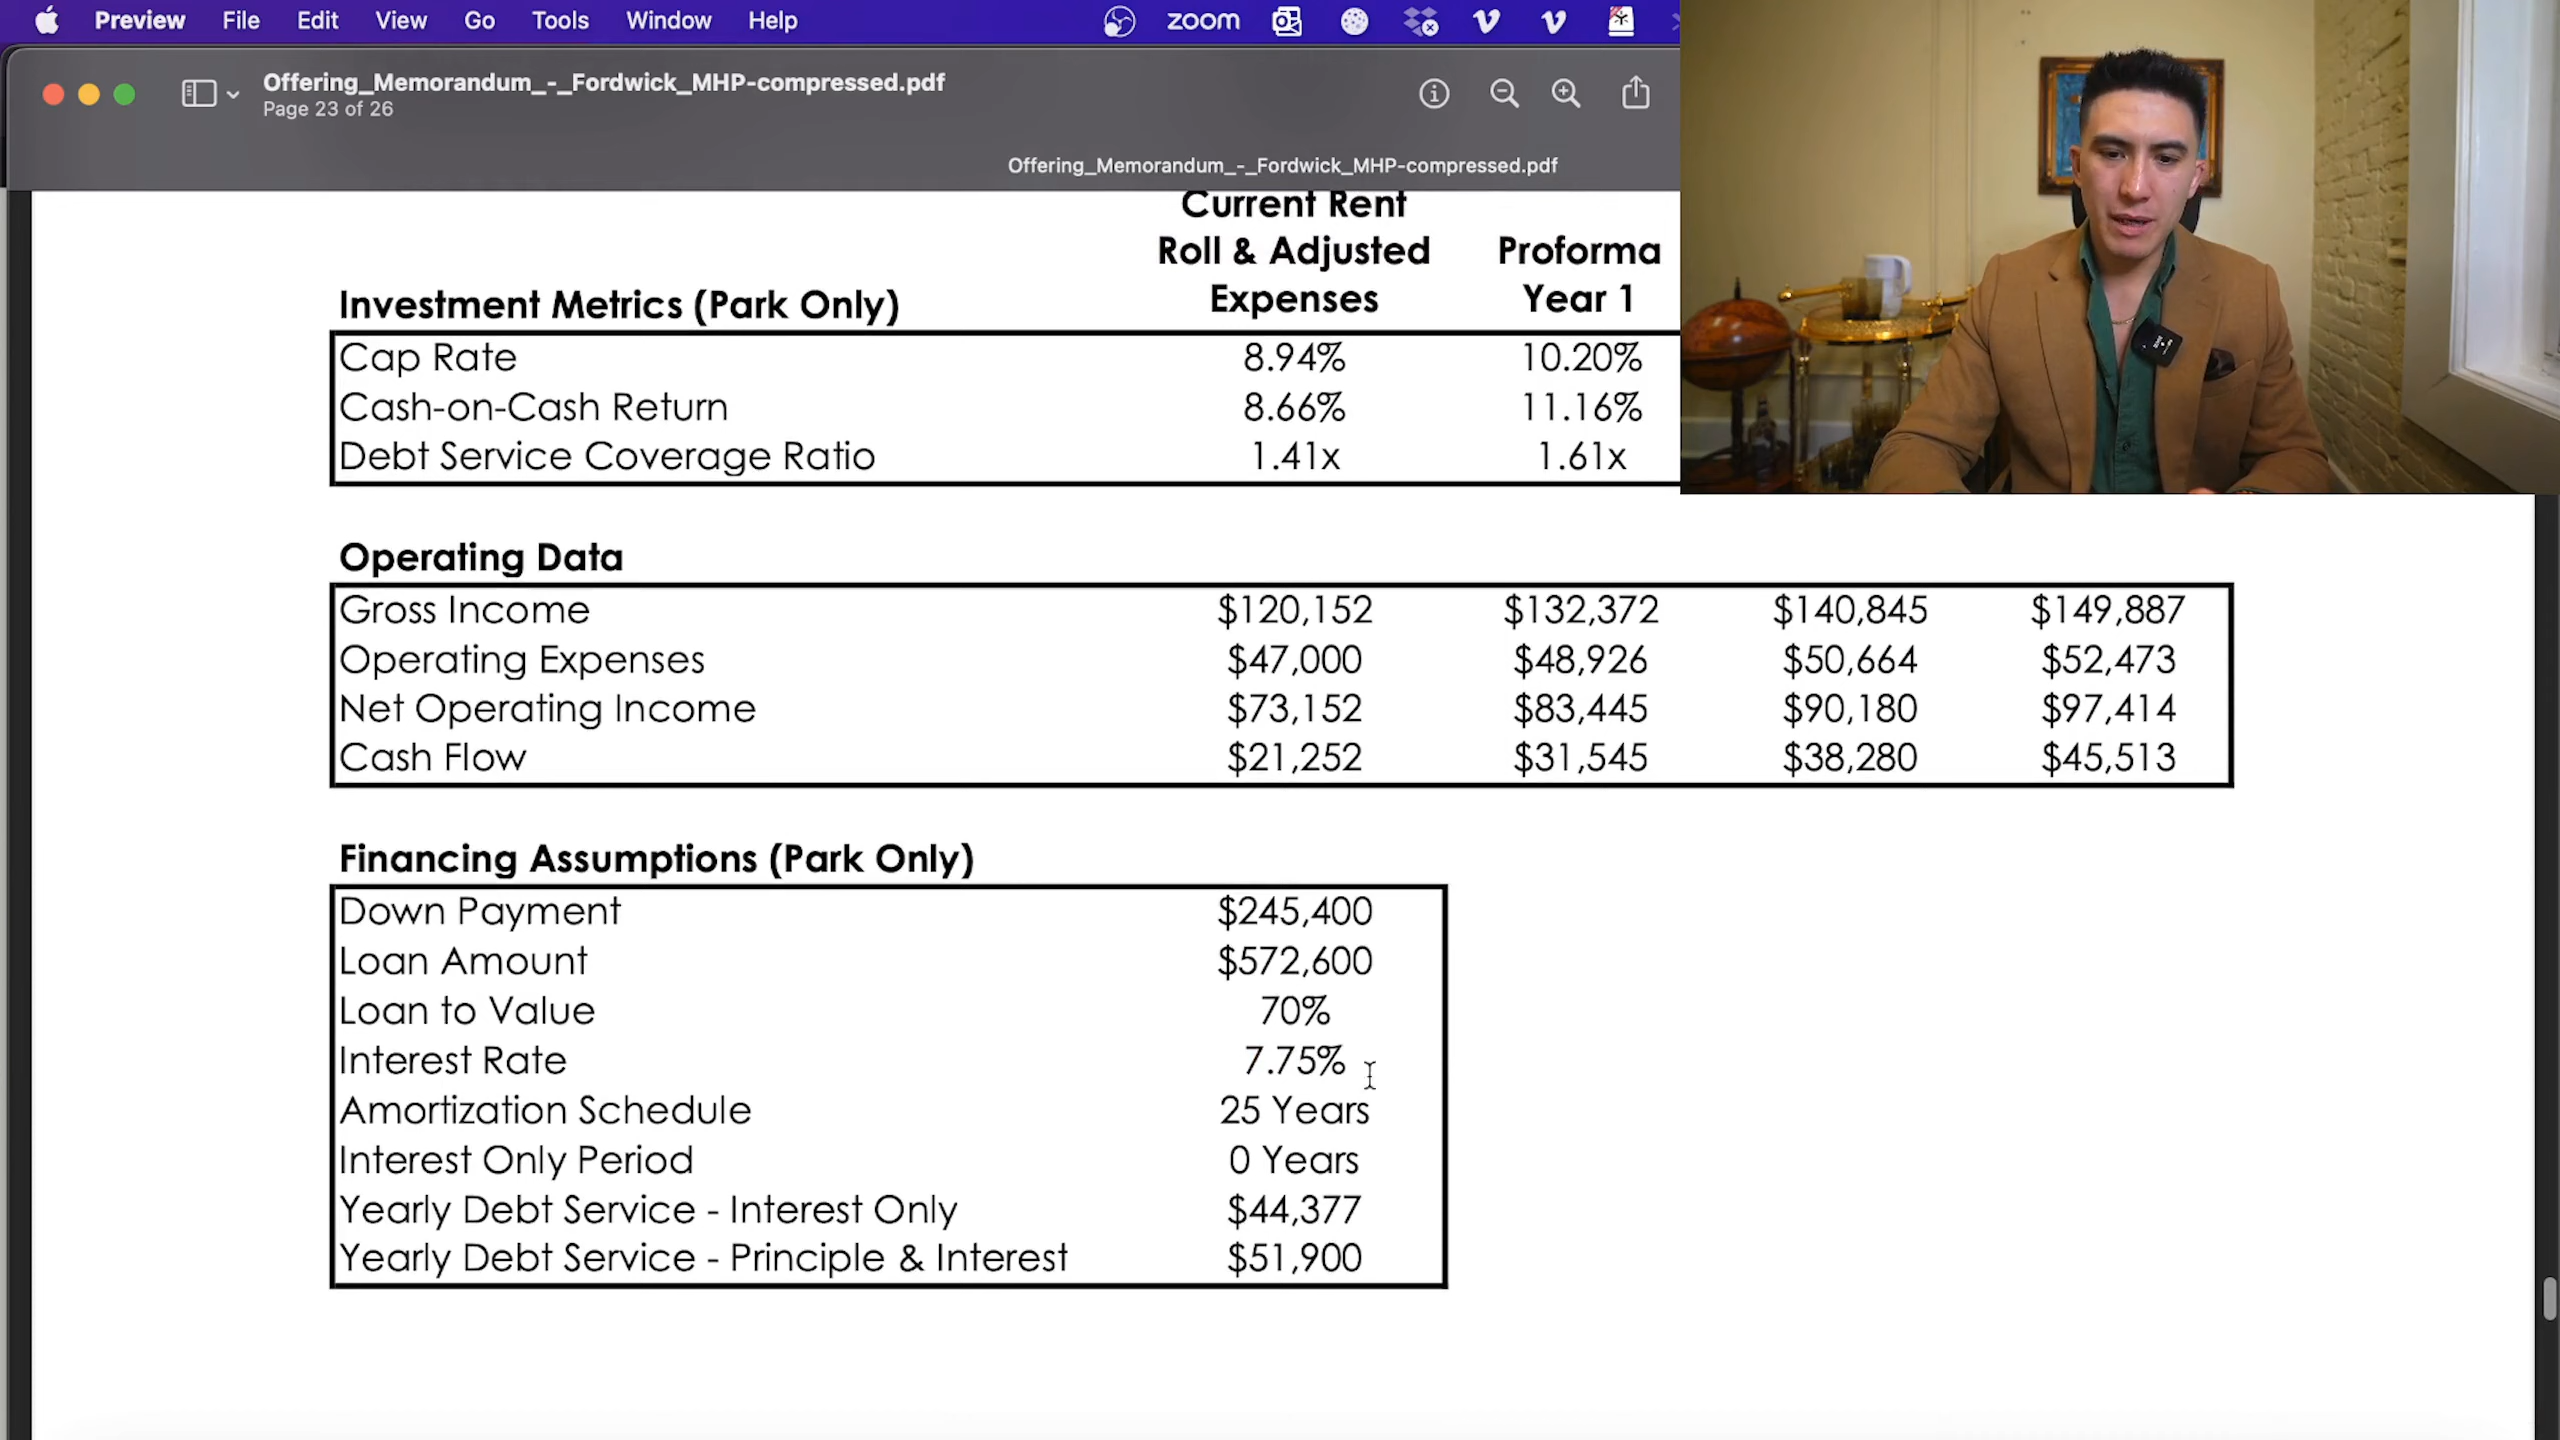 Preview File Edit View Go Tools Window Help zoom
Offering_Memorandum_-_Fordwick_MHP-compressed.pdf
Page 23 of 26
Offering_Memorandum_-_Fordwick_MHP-compressed.pdf
Current Rent
Roll & Adjusted Proforma
Investment Metrics (Park Only) Expenses Year 1
Cap Rate 8.94% 10.20%
Cash-on-Cash Return 8.66% 11.16%
Debt Service Coverage Ratio 1.41x 1.61x
Operating Data
Gross Income $120,152 $132,372 $140,845 $149,887
Operating Expenses $47,000 $48,926 $50,664 $52,473
Net Operating Income $73,152 $83,445 $90,180 $97,414
Cash Flow $21,252 $31,545 $38,280 $45,513
Financing Assumptions (Park Only)
Down Payment $245,400
Loan Amount $572,600
Loan to Value 70%
Interest Rate 7.75%
Amortization Schedule 25 Years
Interest Only Period 0 Years
Yearly Debt Service - Interest Only $44,377
Yearly Debt Service - Principle & Interest $51,900